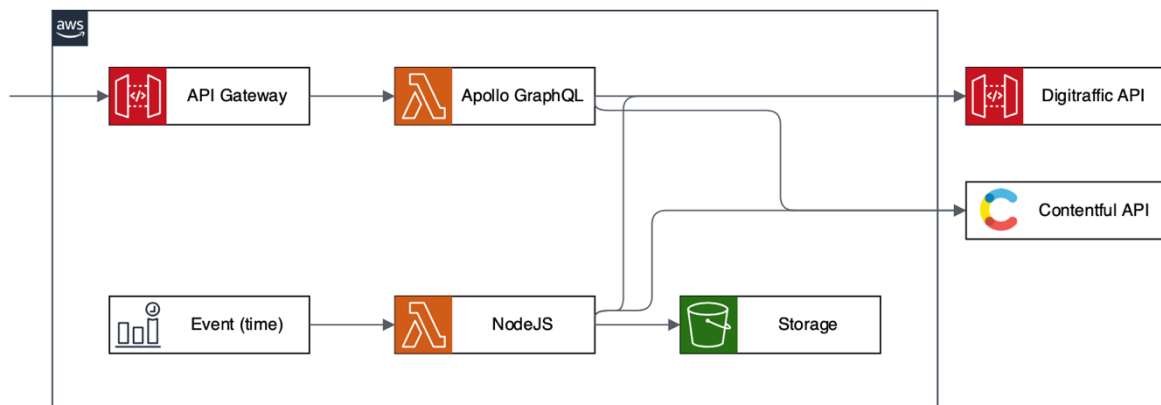 aws
API Gateway
Apollo GraphQL
Digitraffic API
Contentful API
Event (time)
NodeJS
Storage